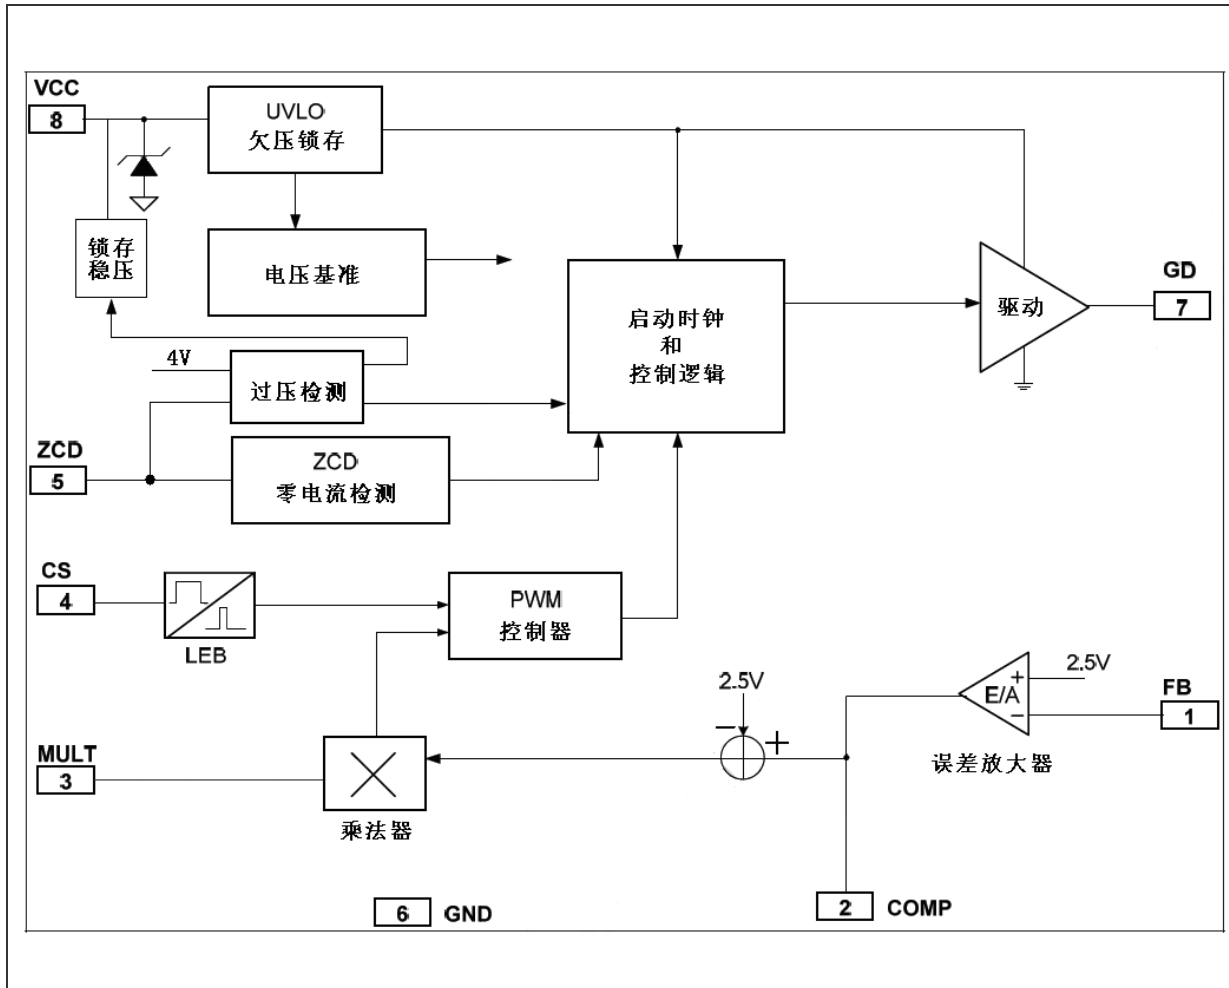 VCC
8
UVLO
欠压锁存
锁存
稳压
电压基准
启动时钟
和
控制逻辑
驱动
GD
7
4V
过压检测
ZCD
5
ZCD
零电流检测
CS
4
LEB
PWM
控制器
2.5V
−
+
E/A
+
−
2.5V
FB
1
误差放大器
MULT
3
乘法器
6
GND
2
COMP